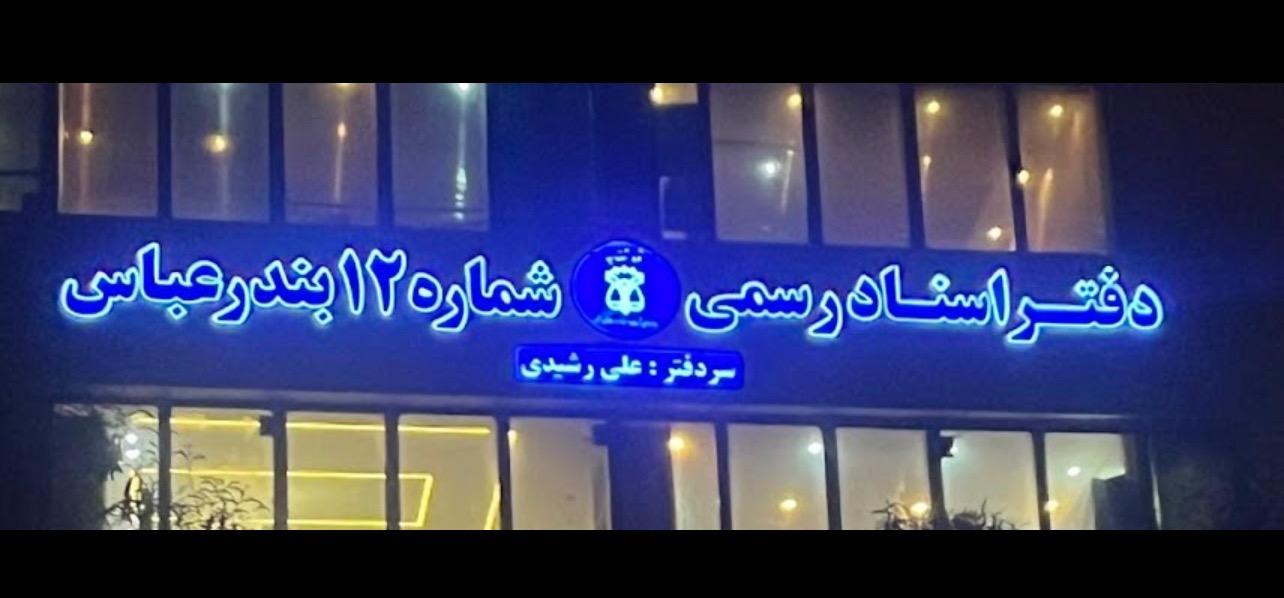 دفتر اسناد رسمی شماره ۱۲ بندرعباس
سردفتر : علی رشیدی